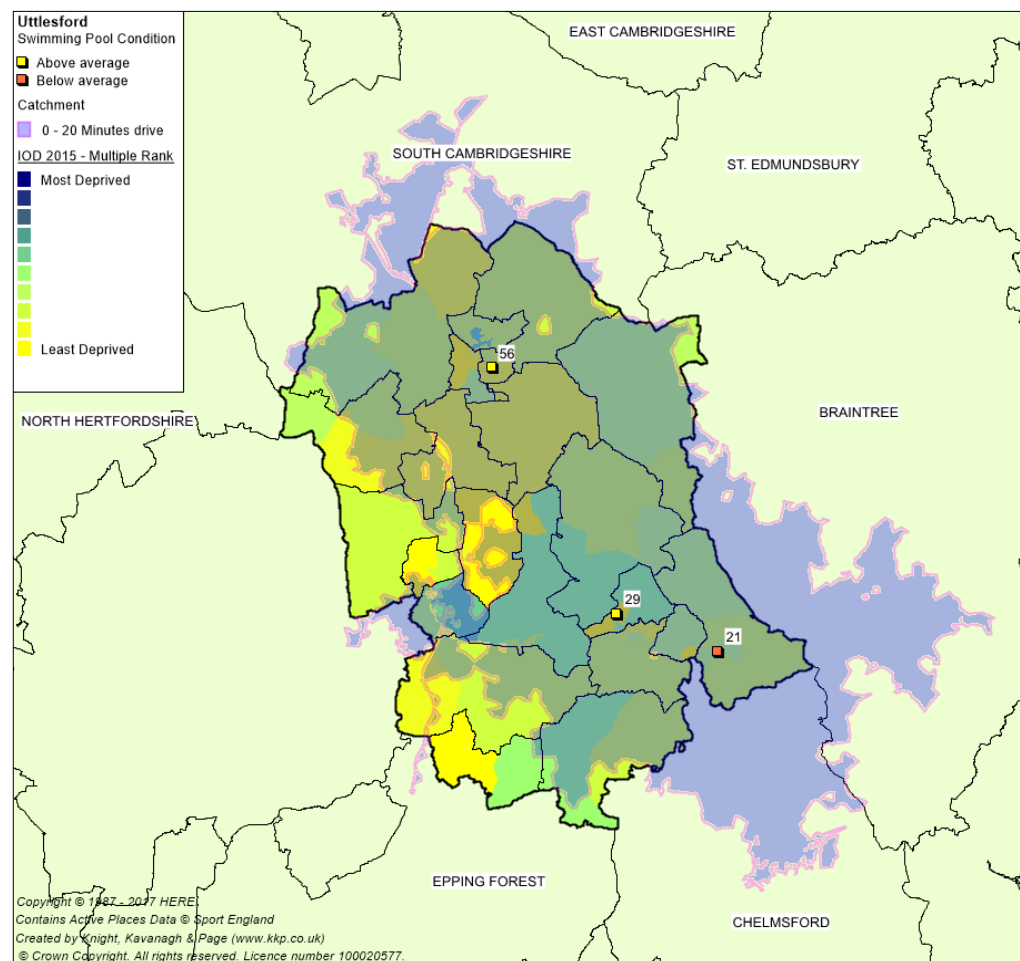 Uttlesford
Swimming Pool Condition
Above average
Below average
Catchment
0 - 20 Minutes drive
IOD 2015 - Multiple Rank
Most Deprived
Least Deprived
EAST CAMBRIDGESHIRE
SOUTH CAMBRIDGESHIRE
ST. EDMUNDSBURY
56
NORTH HERTFORDSHIRE
BRAINTREE
29
21
EPPING FOREST
CHELMSFORD
Copyright © 1987 - 2017 HERE.
Contains Active Places Data © Sport England
Created by Knight, Kavanagh & Page (www.kkp.co.uk)
© Crown Copyright. All rights reserved. Licence number 100020577.